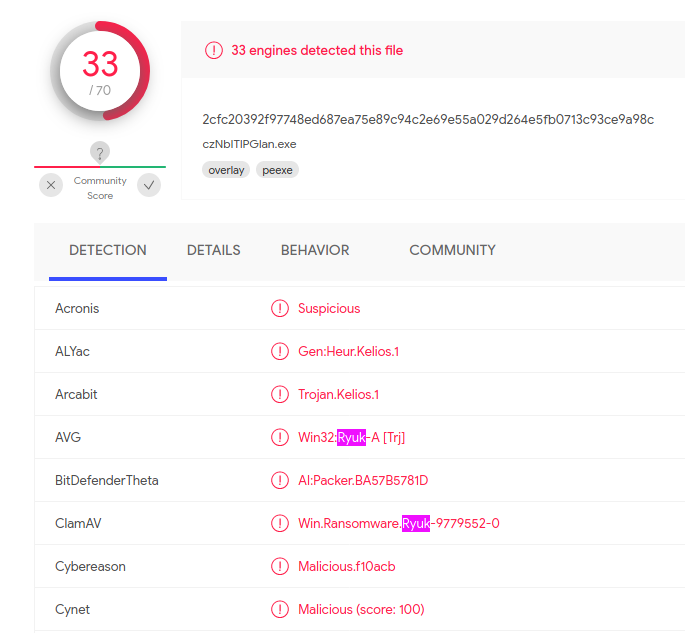 33
/ 70
33 engines detected this file
2cfc20392f97748ed687ea75e89c94c2e69e55a029d264e5fb0713c93ce9a98c
czNbITlPGlan.exe
overlay peexe
?
Community
Score
DETECTION DETAILS BEHAVIOR COMMUNITY
Acronis Suspicious
ALYac Gen:Heur.Kelios.1
Arcabit Trojan.Kelios.1
AVG Win32:Ryuk-A [Trj]
BitDefenderTheta AI:Packer.BA57B5781D
ClamAV Win.Ransomware.Ryuk-9779552-0
Cybereason Malicious.f10acb
Cynet Malicious (score: 100)